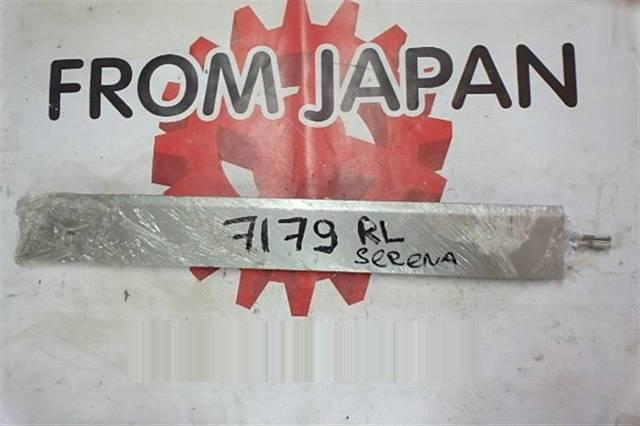 FROM JAPAN
7179 RL
SERENA